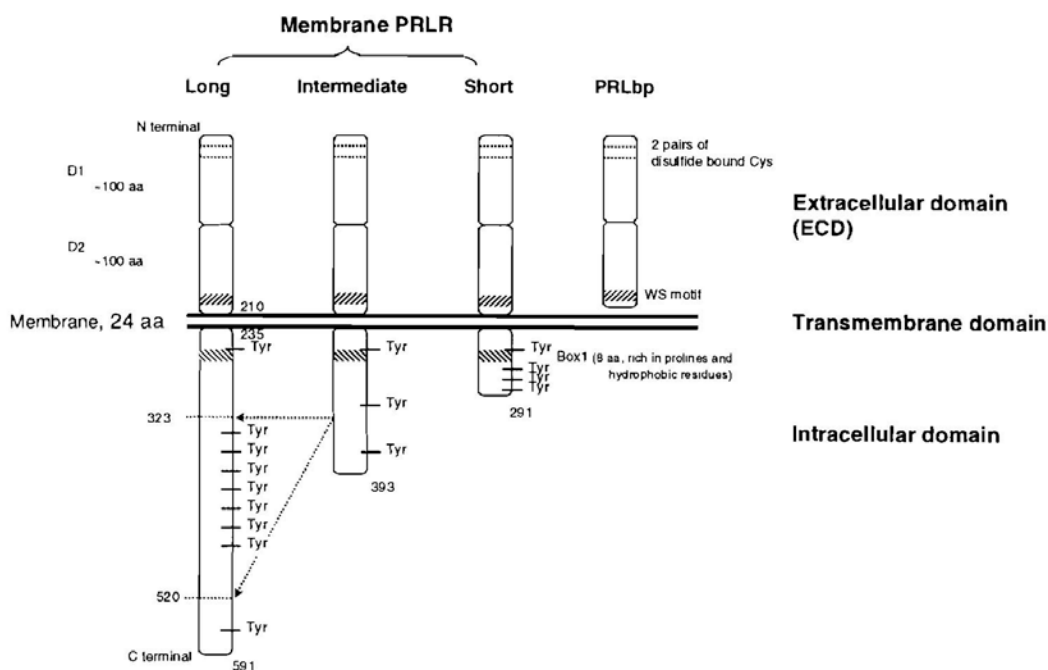 Membrane PRLR
Long Intermediate Short PRLbp
N terminal
2 pairs of
disulfide bound Cys
D1
~100 aa
Extracellular domain
(ECD)
D2
~100 aa
WS motif
210
Membrane, 24 aa
Transmembrane domain
235
Tyr Tyr Tyr
Box1 (8 aa, rich in prolines and
hydrophobic residues)
Tyr
Tyr
Tyr
291
Tyr
323
Intracellular domain
Tyr
Tyr Tyr
Tyr
393
Tyr
Tyr
Tyr
Tyr
520
Tyr
C terminal
591